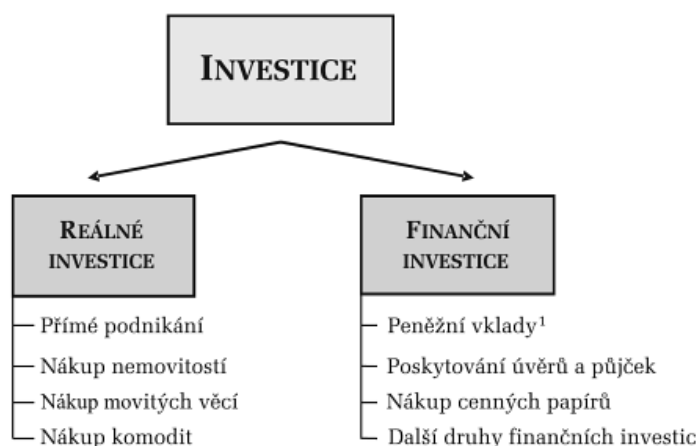 INVESTICE
REÁLNÉ
INVESTICE
Přímé podnikání
Nákup nemovitostí
Nákup movitých věcí
Nákup komodit
FINANČNÍ
INVESTICE
Peněžní vklady¹
Poskytování úvěrů a půjček
Nákup cenných papírů
Další druhy finančních investic